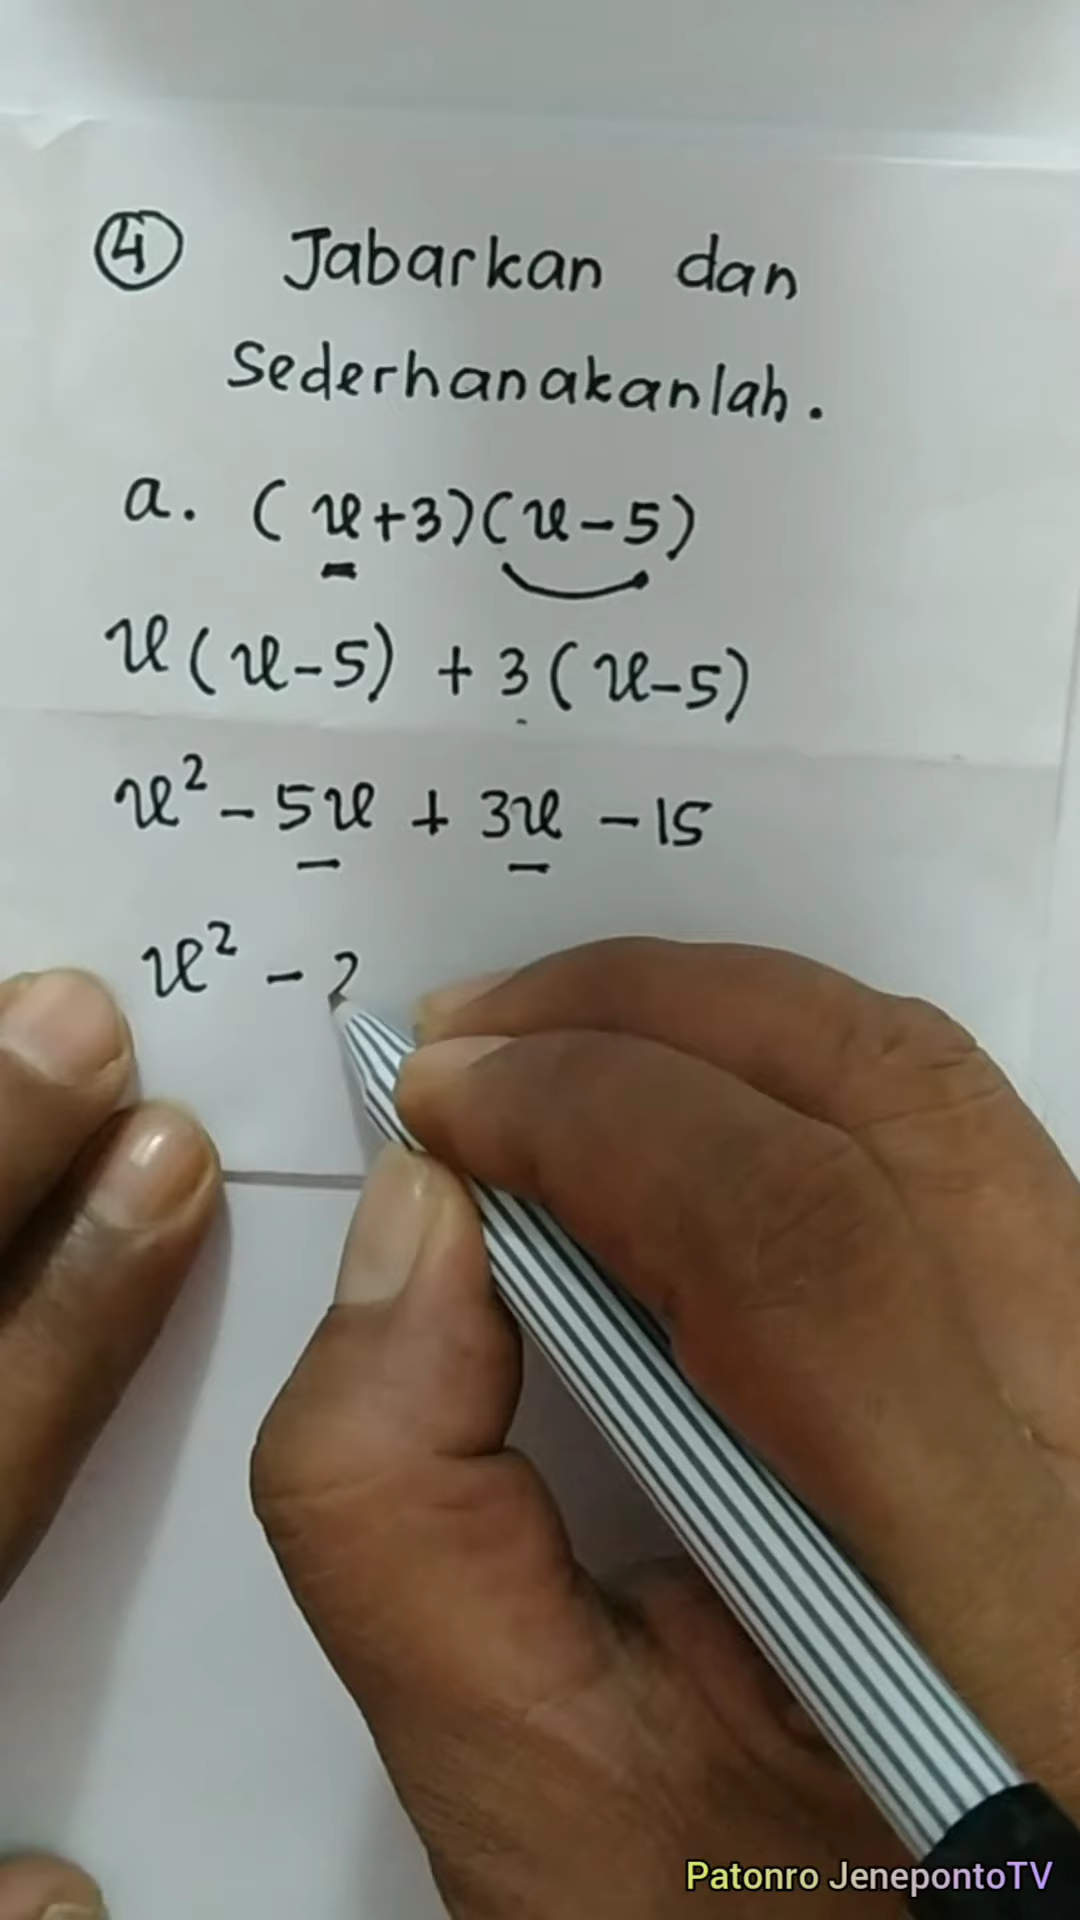 ④ Jabarkan dan
Sederhanakanlah.
a. (x+3)(x-5)
x(x-5) + 3(x-5)
x² - 5x + 3x - 15
x² - 2
Patonro JenepontoTV